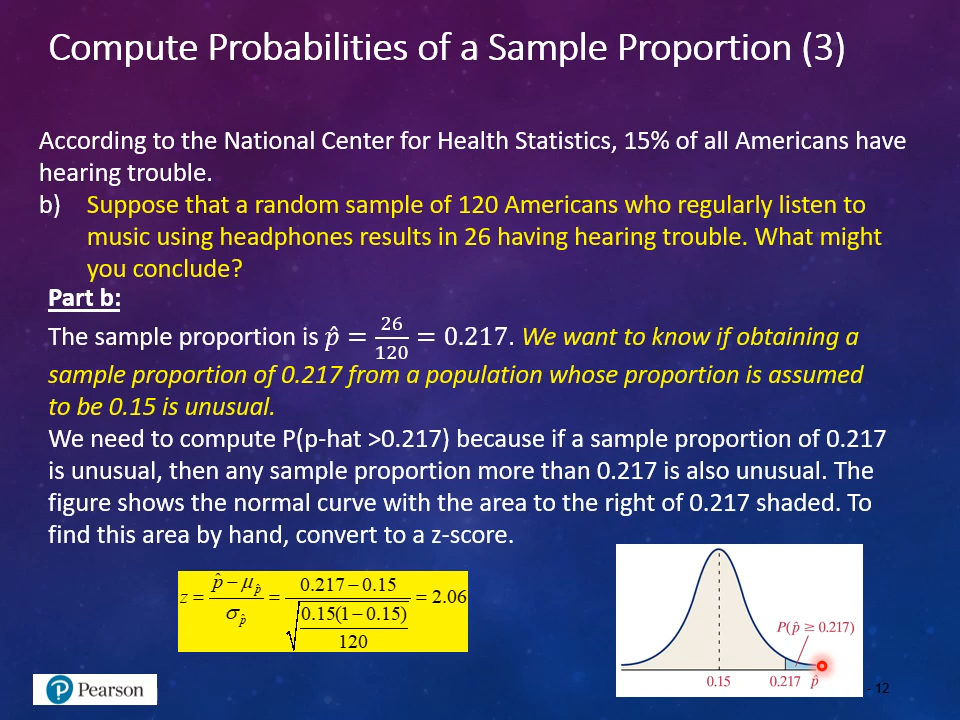 Compute Probabilities of a Sample Proportion (3)
According to the National Center for Health Statistics, 15% of all Americans have
hearing trouble.
b) Suppose that a random sample of 120 Americans who regularly listen to
music using headphones results in 26 having hearing trouble. What might
you conclude?
Part b:
The sample proportion is p̂ = 26/120 = 0.217. We want to know if obtaining a
sample proportion of 0.217 from a population whose proportion is assumed
to be 0.15 is unusual.
We need to compute P(p-hat >0.217) because if a sample proportion of 0.217
is unusual, then any sample proportion more than 0.217 is also unusual. The
figure shows the normal curve with the area to the right of 0.217 shaded. To
find this area by hand, convert to a z-score.
z = (p̂ − μ_p̂)/σ_p̂ = (0.217 − 0.15)/√(0.15(1 − 0.15)/120) = 2.06
P(p̂ ≥ 0.217)
0.15 0.217 p̂
Pearson
- 12